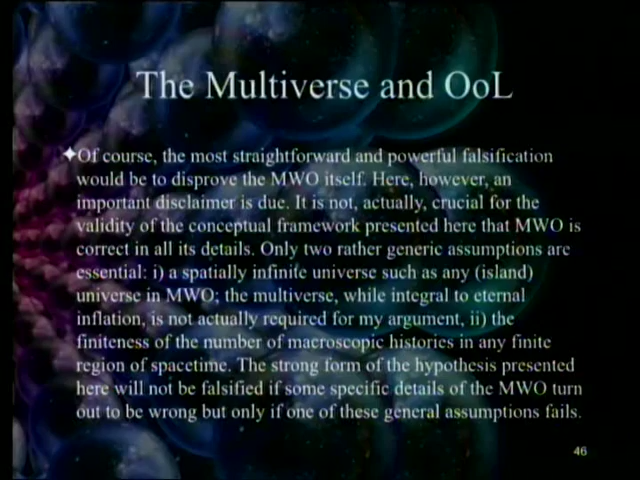 The Multiverse and OoL
✦Of course, the most straightforward and powerful falsification
would be to disprove the MWO itself. Here, however, an
important disclaimer is due. It is not, actually, crucial for the
validity of the conceptual framework presented here that MWO is
correct in all its details. Only two rather generic assumptions are
essential: i) a spatially infinite universe such as any (island)
universe in MWO; the multiverse, while integral to eternal
inflation, is not actually required for my argument, ii) the
finiteness of the number of macroscopic histories in any finite
region of spacetime. The strong form of the hypothesis presented
here will not be falsified if some specific details of the MWO turn
out to be wrong but only if one of these general assumptions fails.
46